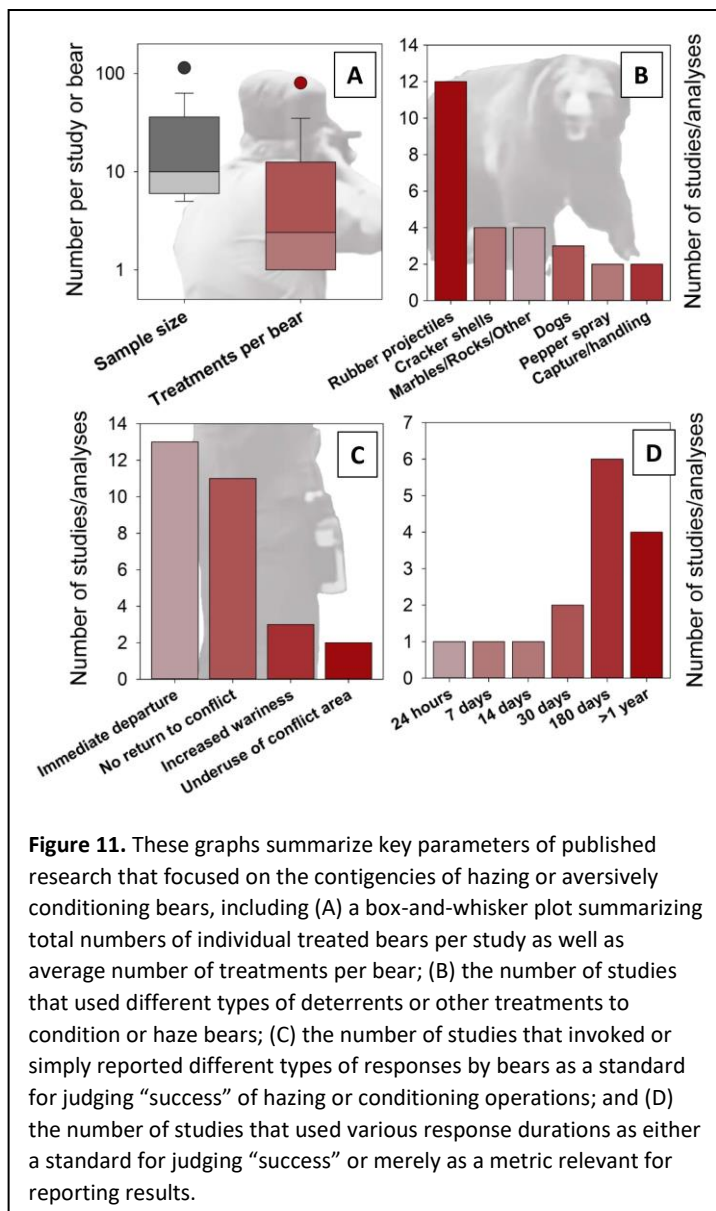 A
Number per study or bear
100
10
1
Sample size
Treatments per bear
B
Number of studies/analyses
14
12
10
8
6
4
2
0
Rubber projectiles
Cracker shells
Marbles/Rocks/Other
Dogs
Pepper spray
Capture/handling
C
Number of studies/analyses
14
12
10
8
6
4
2
0
Immediate departure
No return to conflict
Increased wariness
Underuse of conflict area
D
Number of studies/analyses
7
6
5
4
3
2
1
0
24 hours
7 days
14 days
30 days
180 days
>1 year
Figure 11. These graphs summarize key parameters of published
research that focused on the contigencies of hazing or aversively
conditioning bears, including (A) a box-and-whisker plot summarizing
total numbers of individual treated bears per study as well as
average number of treatments per bear; (B) the number of studies
that used different types of deterrents or other treatments to
condition or haze bears; (C) the number of studies that invoked or
simply reported different types of responses by bears as a standard
for judging “success” of hazing or conditioning operations; and (D)
the number of studies that used various response durations as either
a standard for judging “success” or merely as a metric relevant for
reporting results.